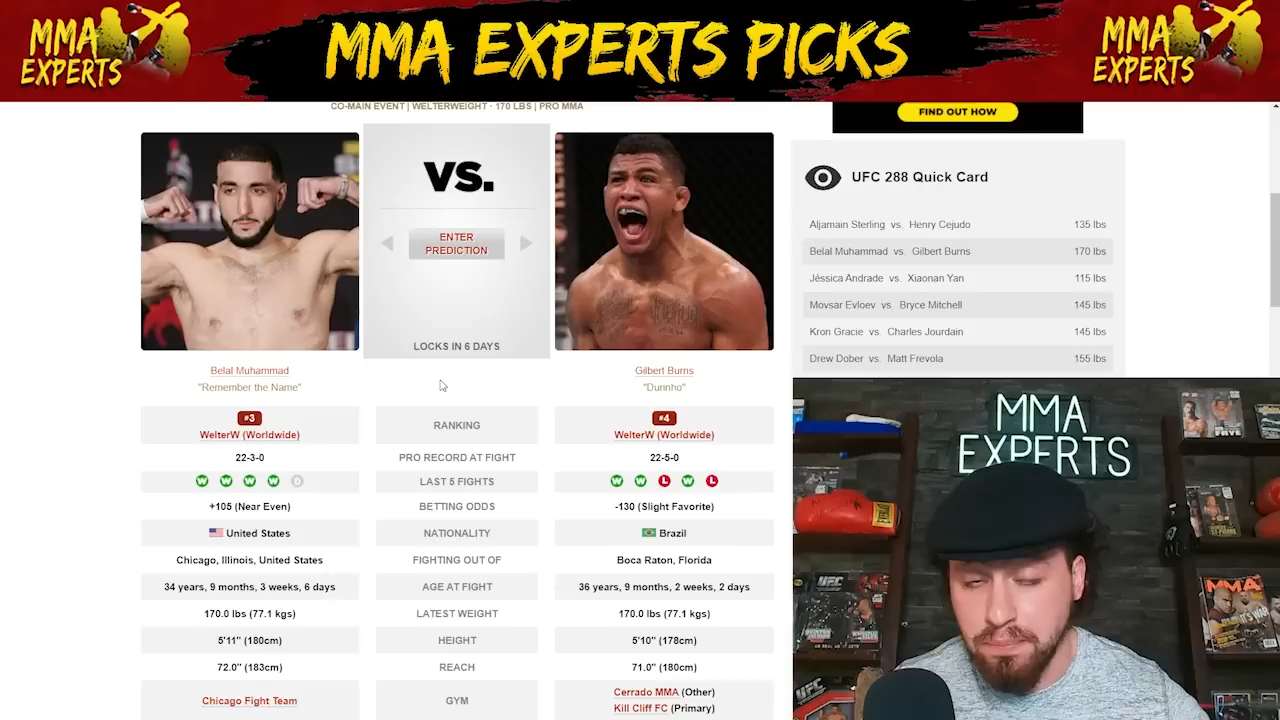 MMA
EXPERTS
MMA EXPERTS PICKS
MMA
EXPERTS
CO-MAIN EVENT | WELTERWEIGHT · 170 LBS | PRO MMA
VS.
ENTER
PREDICTION
LOCKS IN 6 DAYS
Belal Muhammad
"Remember the Name"
Gilbert Burns
"Durinho"
#3
WelterW (Worldwide)
RANKING
#4
WelterW (Worldwide)
22-3-0 PRO RECORD AT FIGHT 22-5-0
W W W W D LAST 5 FIGHTS W W L W L
+105 (Near Even) BETTING ODDS -130 (Slight Favorite)
United States NATIONALITY Brazil
Chicago, Illinois, United States FIGHTING OUT OF Boca Raton, Florida
34 years, 9 months, 3 weeks, 6 days AGE AT FIGHT 36 years, 9 months, 2 weeks, 2 days
170.0 lbs (77.1 kgs) LATEST WEIGHT 170.0 lbs (77.1 kgs)
5'11" (180cm) HEIGHT 5'10" (178cm)
72.0" (183cm) REACH 71.0" (180cm)
Chicago Fight Team GYM
Cerrado MMA (Other)
Kill Cliff FC (Primary)
FIND OUT HOW
UFC 288 Quick Card
Aljamain Sterling vs. Henry Cejudo 135 lbs
Belal Muhammad vs. Gilbert Burns 170 lbs
Jéssica Andrade vs. Xiaonan Yan 115 lbs
Movsar Evloev vs. Bryce Mitchell 145 lbs
Kron Gracie vs. Charles Jourdain 145 lbs
Drew Dober vs. Matt Frevola 155 lbs
MMA
EXPERTS
FRYE
UFC
MMA
IT'S WAR
UFC